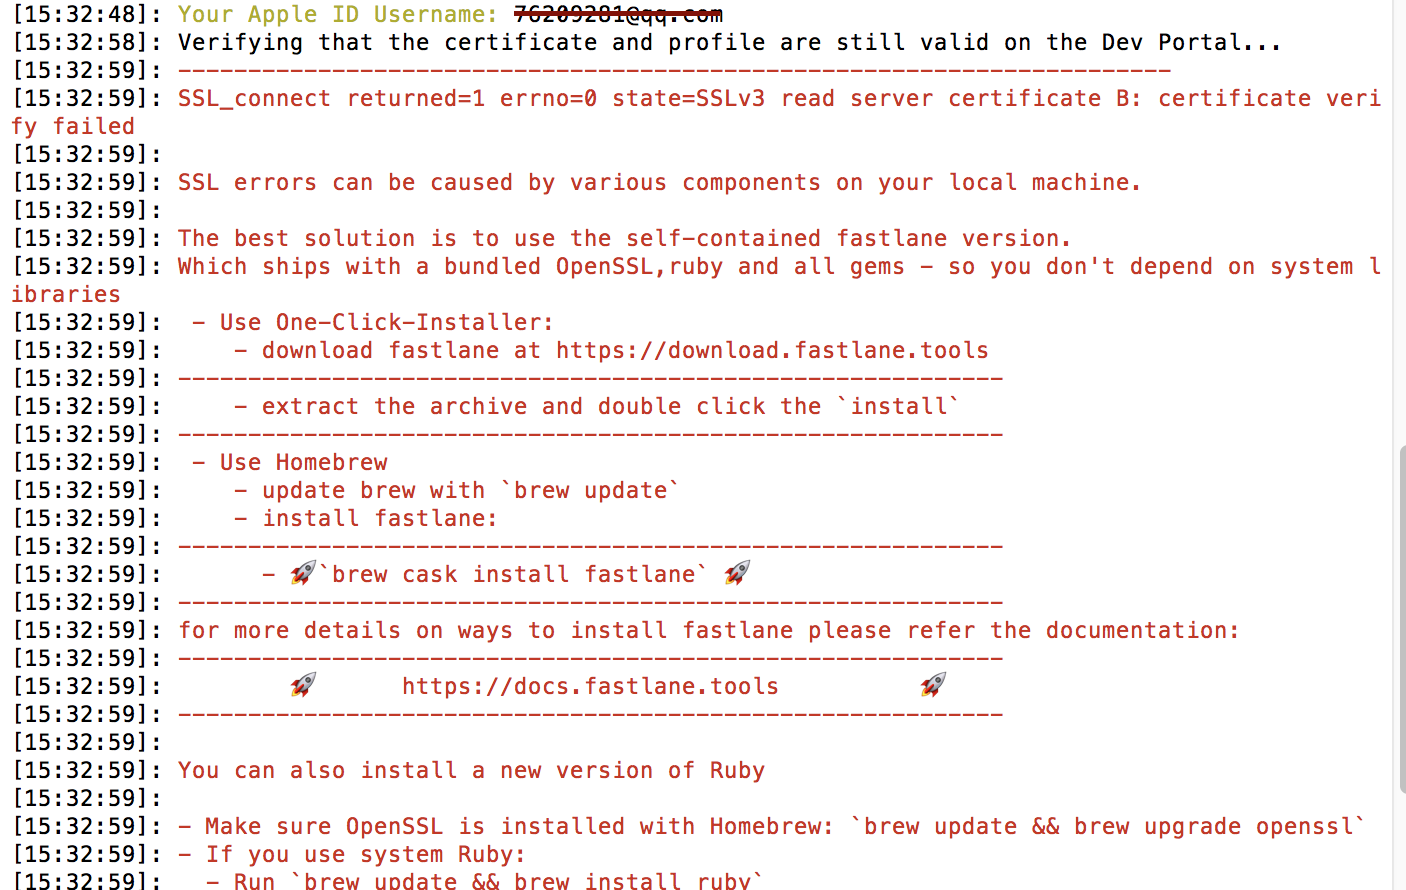 [15:32:48]: Your Apple ID Username:
[15:32:58]: Verifying that the certificate and profile are still valid on the Dev Portal...
[15:32:59]: -----------------------------------------------------------------------
[15:32:59]: SSL_connect returned=1 errno=0 state=SSLv3 read server certificate B: certificate veri
fy failed
[15:32:59]:
[15:32:59]: SSL errors can be caused by various components on your local machine.
[15:32:59]:
[15:32:59]: The best solution is to use the self-contained fastlane version.
[15:32:59]: Which ships with a bundled OpenSSL,ruby and all gems - so you don't depend on system l
ibraries
[15:32:59]:  - Use One-Click-Installer:
[15:32:59]:     - download fastlane at https://download.fastlane.tools
[15:32:59]: -----------------------------------------------------------
[15:32:59]:     - extract the archive and double click the `install`
[15:32:59]: -----------------------------------------------------------
[15:32:59]:  - Use Homebrew
[15:32:59]:     - update brew with `brew update`
[15:32:59]:     - install fastlane:
[15:32:59]: -----------------------------------------------------------
[15:32:59]:       - 🚀`brew cask install fastlane` 🚀
[15:32:59]: -----------------------------------------------------------
[15:32:59]: for more details on ways to install fastlane please refer the documentation:
[15:32:59]: -----------------------------------------------------------
[15:32:59]:         🚀      https://docs.fastlane.tools          🚀
[15:32:59]: -----------------------------------------------------------
[15:32:59]:
[15:32:59]: You can also install a new version of Ruby
[15:32:59]:
[15:32:59]: - Make sure OpenSSL is installed with Homebrew: `brew update && brew upgrade openssl`
[15:32:59]: - If you use system Ruby:
[15:32:59]:   - Run `brew update && brew install ruby`